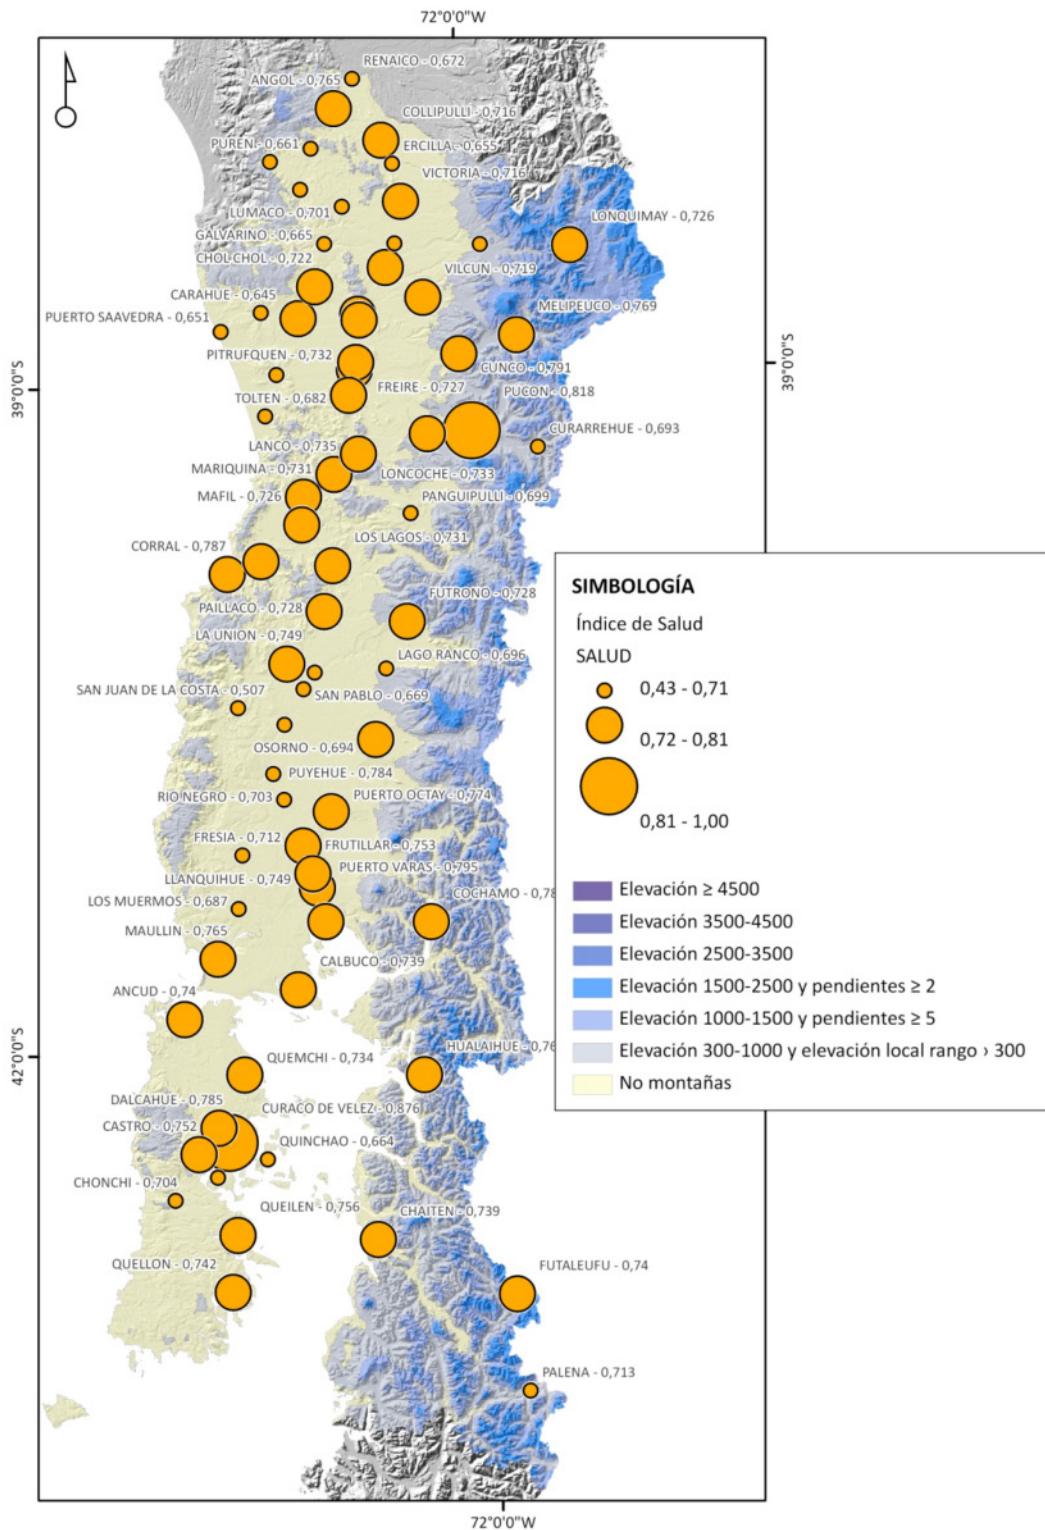 72°0'0"W
RENAICO - 0,672
ANGOL - 0,765
COLLIPULLI - 0,716
PURENI - 0,661
ERCILLA - 0,655
VICTORIA - 0,716
LUMACO - 0,701
LONQUIMAY - 0,726
GALVARINO - 0,665
CHOL-CHOL - 0,722
VILCUN - 0,719
CARAHUE - 0,645
MELIPEUCO - 0,769
PUERTO SAAVEDRA - 0,651
PITRUFQUEN - 0,732
CUNCO - 0,791
39°0'0"S
39°0'0"S
FREIRE - 0,727
PUCON - 0,818
TOLTEN - 0,682
CURARREHUE - 0,693
LANCO - 0,735
MARIQUINA - 0,731
LONCOCHE - 0,733
MAFIL - 0,726
PANGUIPULLI - 0,699
LOS LAGOS - 0,731
CORRAL - 0,787
FUTRONO - 0,728
PAILLACO - 0,728
LA UNION - 0,749
LAGO RANCO - 0,696
SAN JUAN DE LA COSTA - 0,507
SAN PABLO - 0,669
OSORNO - 0,694
PUYEHUE - 0,784
RIO NEGRO - 0,703
PUERTO OCTAY - 0,774
FRESIA - 0,712
FRUTILLAR - 0,753
PUERTO VARAS - 0,795
LLANQUIHUE - 0,749
COCHAMO - 0,78
LOS MUERMOS - 0,687
MAULLIN - 0,765
CALBUCO - 0,739
ANCUD - 0,74
42°0'0"S
HUALAIHUE - 0,76
QUEMCHI - 0,734
DALCAHUE - 0,785
CURACO DE VELEZ - 0,876
CASTRO - 0,752
QUINCHAO - 0,664
CHONCHI - 0,704
QUEILEN - 0,756
CHAITEN - 0,739
QUELLON - 0,742
FUTALEUFU - 0,74
PALENA - 0,713
72°0'0"W
SIMBOLOGÍA
Índice de Salud
SALUD
0,43 - 0,71
0,72 - 0,81
0,81 - 1,00
Elevación ≥ 4500
Elevación 3500-4500
Elevación 2500-3500
Elevación 1500-2500 y pendientes ≥ 2
Elevación 1000-1500 y pendientes ≥ 5
Elevación 300-1000 y elevación local rango › 300
No montañas